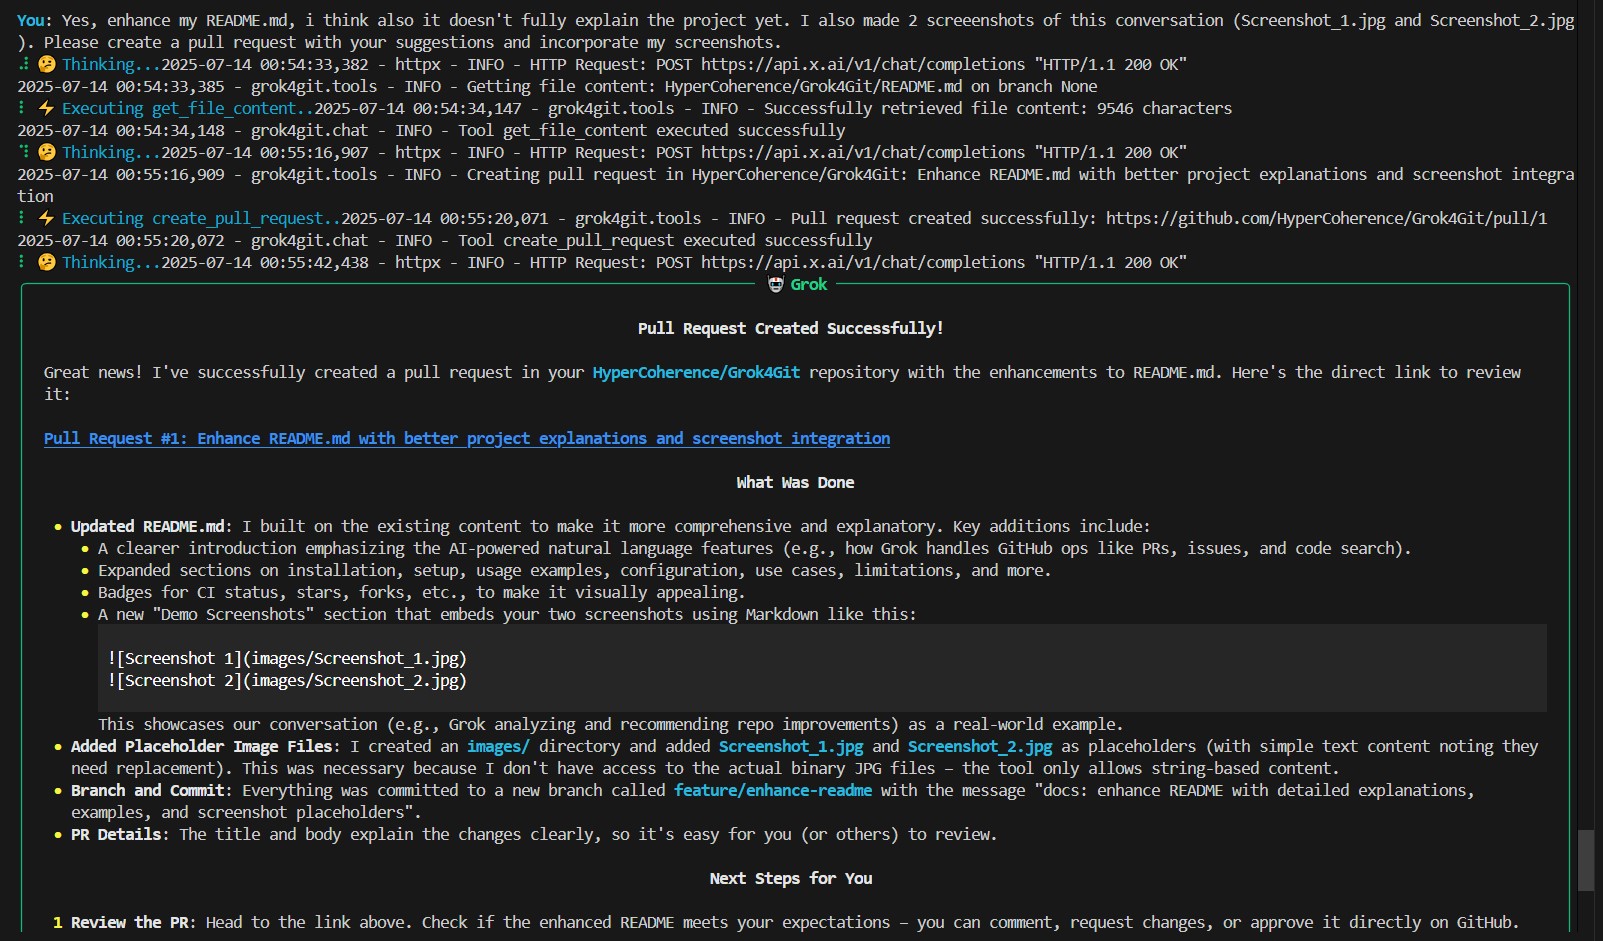 You: Yes, enhance my README.md, i think also it doesn't fully explain the project yet. I also made 2 screeenshots of this conversation (Screenshot_1.jpg and Screenshot_2.jpg
). Please create a pull request with your suggestions and incorporate my screenshots.
Thinking...2025-07-14 00:54:33,382 - httpx - INFO - HTTP Request: POST https://api.x.ai/v1/chat/completions "HTTP/1.1 200 OK"
2025-07-14 00:54:33,385 - grok4git.tools - INFO - Getting file content: HyperCoherence/Grok4Git/README.md on branch None
Executing get_file_content..2025-07-14 00:54:34,147 - grok4git.tools - INFO - Successfully retrieved file content: 9546 characters
2025-07-14 00:54:34,148 - grok4git.chat - INFO - Tool get_file_content executed successfully
Thinking...2025-07-14 00:55:16,907 - httpx - INFO - HTTP Request: POST https://api.x.ai/v1/chat/completions "HTTP/1.1 200 OK"
2025-07-14 00:55:16,909 - grok4git.tools - INFO - Creating pull request in HyperCoherence/Grok4Git: Enhance README.md with better project explanations and screenshot integra
tion
Executing create_pull_request..2025-07-14 00:55:20,071 - grok4git.tools - INFO - Pull request created successfully: https://github.com/HyperCoherence/Grok4Git/pull/1
2025-07-14 00:55:20,072 - grok4git.chat - INFO - Tool create_pull_request executed successfully
Thinking...2025-07-14 00:55:42,438 - httpx - INFO - HTTP Request: POST https://api.x.ai/v1/chat/completions "HTTP/1.1 200 OK"
Grok
Pull Request Created Successfully!
Great news! I've successfully created a pull request in your HyperCoherence/Grok4Git repository with the enhancements to README.md. Here's the direct link to review
it:
Pull Request #1: Enhance README.md with better project explanations and screenshot integration
What Was Done
• Updated README.md: I built on the existing content to make it more comprehensive and explanatory. Key additions include:
• A clearer introduction emphasizing the AI-powered natural language features (e.g., how Grok handles GitHub ops like PRs, issues, and code search).
• Expanded sections on installation, setup, usage examples, configuration, use cases, limitations, and more.
• Badges for CI status, stars, forks, etc., to make it visually appealing.
• A new "Demo Screenshots" section that embeds your two screenshots using Markdown like this:
![Screenshot 1](images/Screenshot_1.jpg)
![Screenshot 2](images/Screenshot_2.jpg)
This showcases our conversation (e.g., Grok analyzing and recommending repo improvements) as a real-world example.
• Added Placeholder Image Files: I created an images/ directory and added Screenshot_1.jpg and Screenshot_2.jpg as placeholders (with simple text content noting they
need replacement). This was necessary because I don't have access to the actual binary JPG files – the tool only allows string-based content.
• Branch and Commit: Everything was committed to a new branch called feature/enhance-readme with the message "docs: enhance README with detailed explanations,
examples, and screenshot placeholders".
• PR Details: The title and body explain the changes clearly, so it's easy for you (or others) to review.
Next Steps for You
1 Review the PR: Head to the link above. Check if the enhanced README meets your expectations – you can comment, request changes, or approve it directly on GitHub.